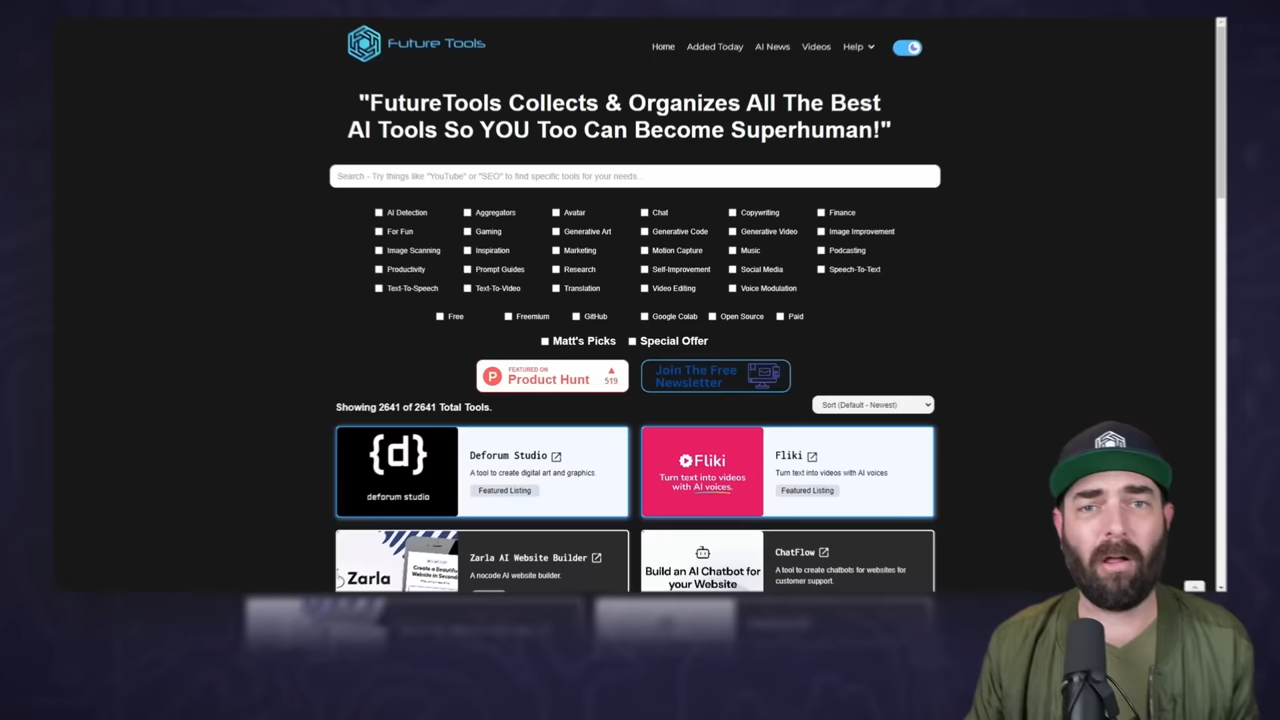 Future Tools
Home Added Today AI News Videos Help
"FutureTools Collects & Organizes All The Best
AI Tools So YOU Too Can Become Superhuman!"
Search - Try things like "YouTube" or "SEO" to find specific tools for your needs...
AI Detection Aggregators Avatar Chat Copywriting Finance
For Fun Gaming Generative Art Generative Code Generative Video Image Improvement
Image Scanning Inspiration Marketing Motion Capture Music Podcasting
Productivity Prompt Guides Research Self-Improvement Social Media Speech-To-Text
Text-To-Speech Text-To-Video Translation Video Editing Voice Modulation
Free Freemium GitHub Google Colab Open Source Paid
Matt's Picks Special Offer
P FEATURED ON
Product Hunt 519
Join The Free
Newsletter
Showing 2641 of 2641 Total Tools.
Sort (Default - Newest)
{d}
deforum studio
Deforum Studio
A tool to create digital art and graphics.
Featured Listing
Fliki
Turn text into videos
with AI voices.
Fliki
Turn text into videos with AI voices
Featured Listing
Zarla
Create a Beautiful
Website in Seconds
Zarla AI Website Builder
A nocode AI website builder.
Build an AI Chatbot for
your Website
ChatFlow
A tool to create chatbots for websites for
customer support.